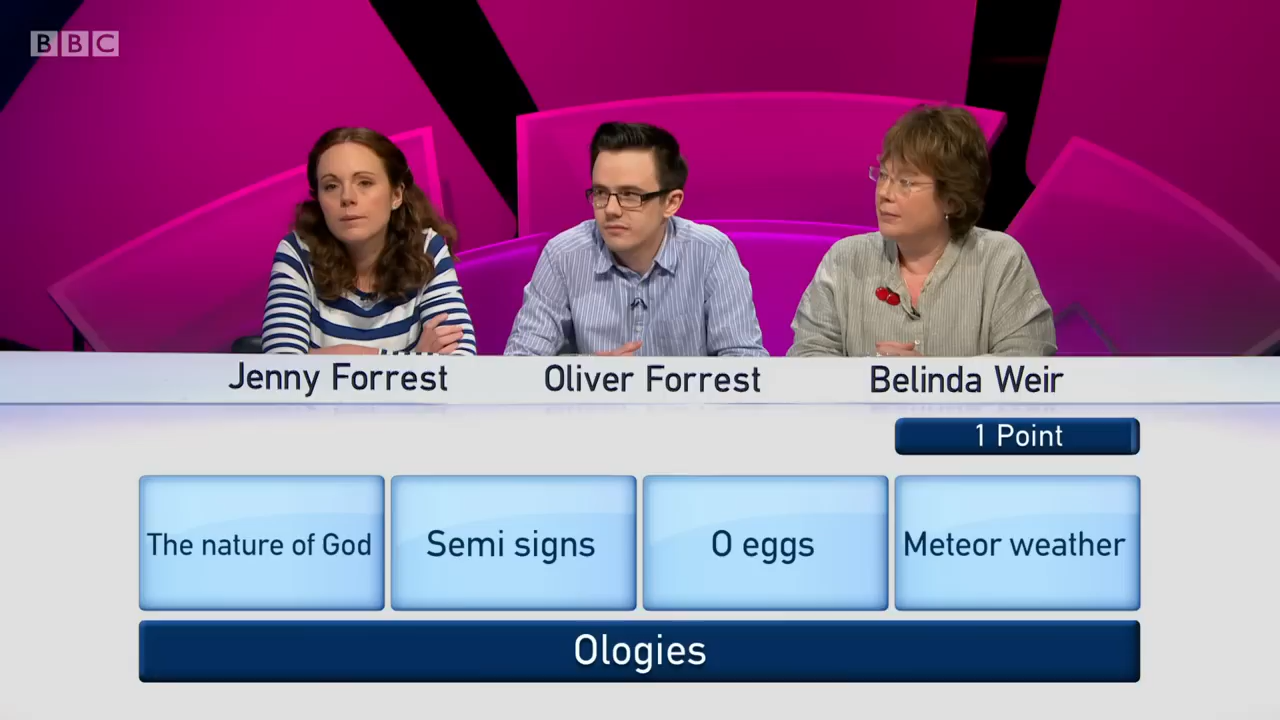 BBC
Jenny Forrest
Oliver Forrest
Belinda Weir
1 Point
The nature of God
Semi signs
O eggs
Meteor weather
Ologies